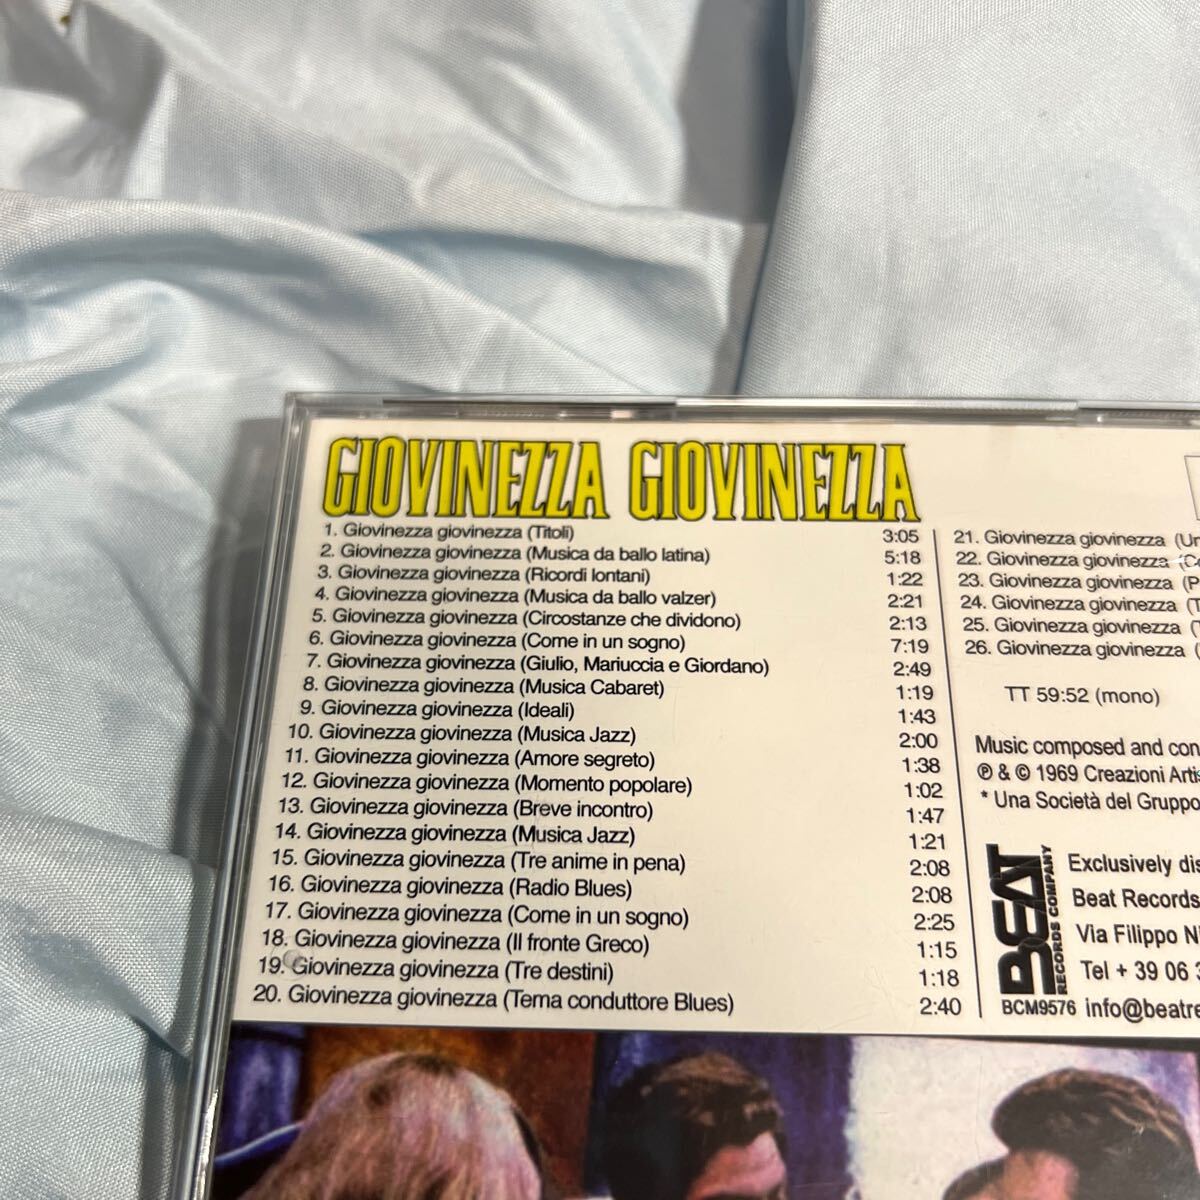 GIOVINEZZA GIOVINEZZA
1. Giovinezza giovinezza (Titoli) 3:05
2. Giovinezza giovinezza (Musica da ballo latina) 5:18
3. Giovinezza giovinezza (Ricordi lontani) 1:22
4. Giovinezza giovinezza (Musica da ballo valzer) 2:21
5. Giovinezza giovinezza (Circostanze che dividono) 2:13
6. Giovinezza giovinezza (Come in un sogno) 7:19
7. Giovinezza giovinezza (Giulio, Mariuccia e Giordano) 2:49
8. Giovinezza giovinezza (Musica Cabaret) 1:19
9. Giovinezza giovinezza (Ideali) 1:43
10. Giovinezza giovinezza (Musica Jazz) 2:00
11. Giovinezza giovinezza (Amore segreto) 1:38
12. Giovinezza giovinezza (Momento popolare) 1:02
13. Giovinezza giovinezza (Breve incontro) 1:47
14. Giovinezza giovinezza (Musica Jazz) 1:21
15. Giovinezza giovinezza (Tre anime in pena) 2:08
16. Giovinezza giovinezza (Radio Blues) 2:08
17. Giovinezza giovinezza (Come in un sogno) 2:25
18. Giovinezza giovinezza (Il fronte Greco) 1:15
19. Giovinezza giovinezza (Tre destini) 1:18
20. Giovinezza giovinezza (Tema conduttore Blues) 2:40
21. Giovinezza giovinezza (Ur
22. Giovinezza giovinezza (Co
23. Giovinezza giovinezza (P
24. Giovinezza giovinezza (T
25. Giovinezza giovinezza (T
26. Giovinezza giovinezza (
TT 59:52 (mono)
Music composed and con
℗ & © 1969 Creazioni Artis
* Una Società del Gruppo
BEAT
RECORDS COMPANY
BCM9576
Exclusively dis
Beat Records
Via Filippo Ni
Tel + 39 06 3
info@beatre